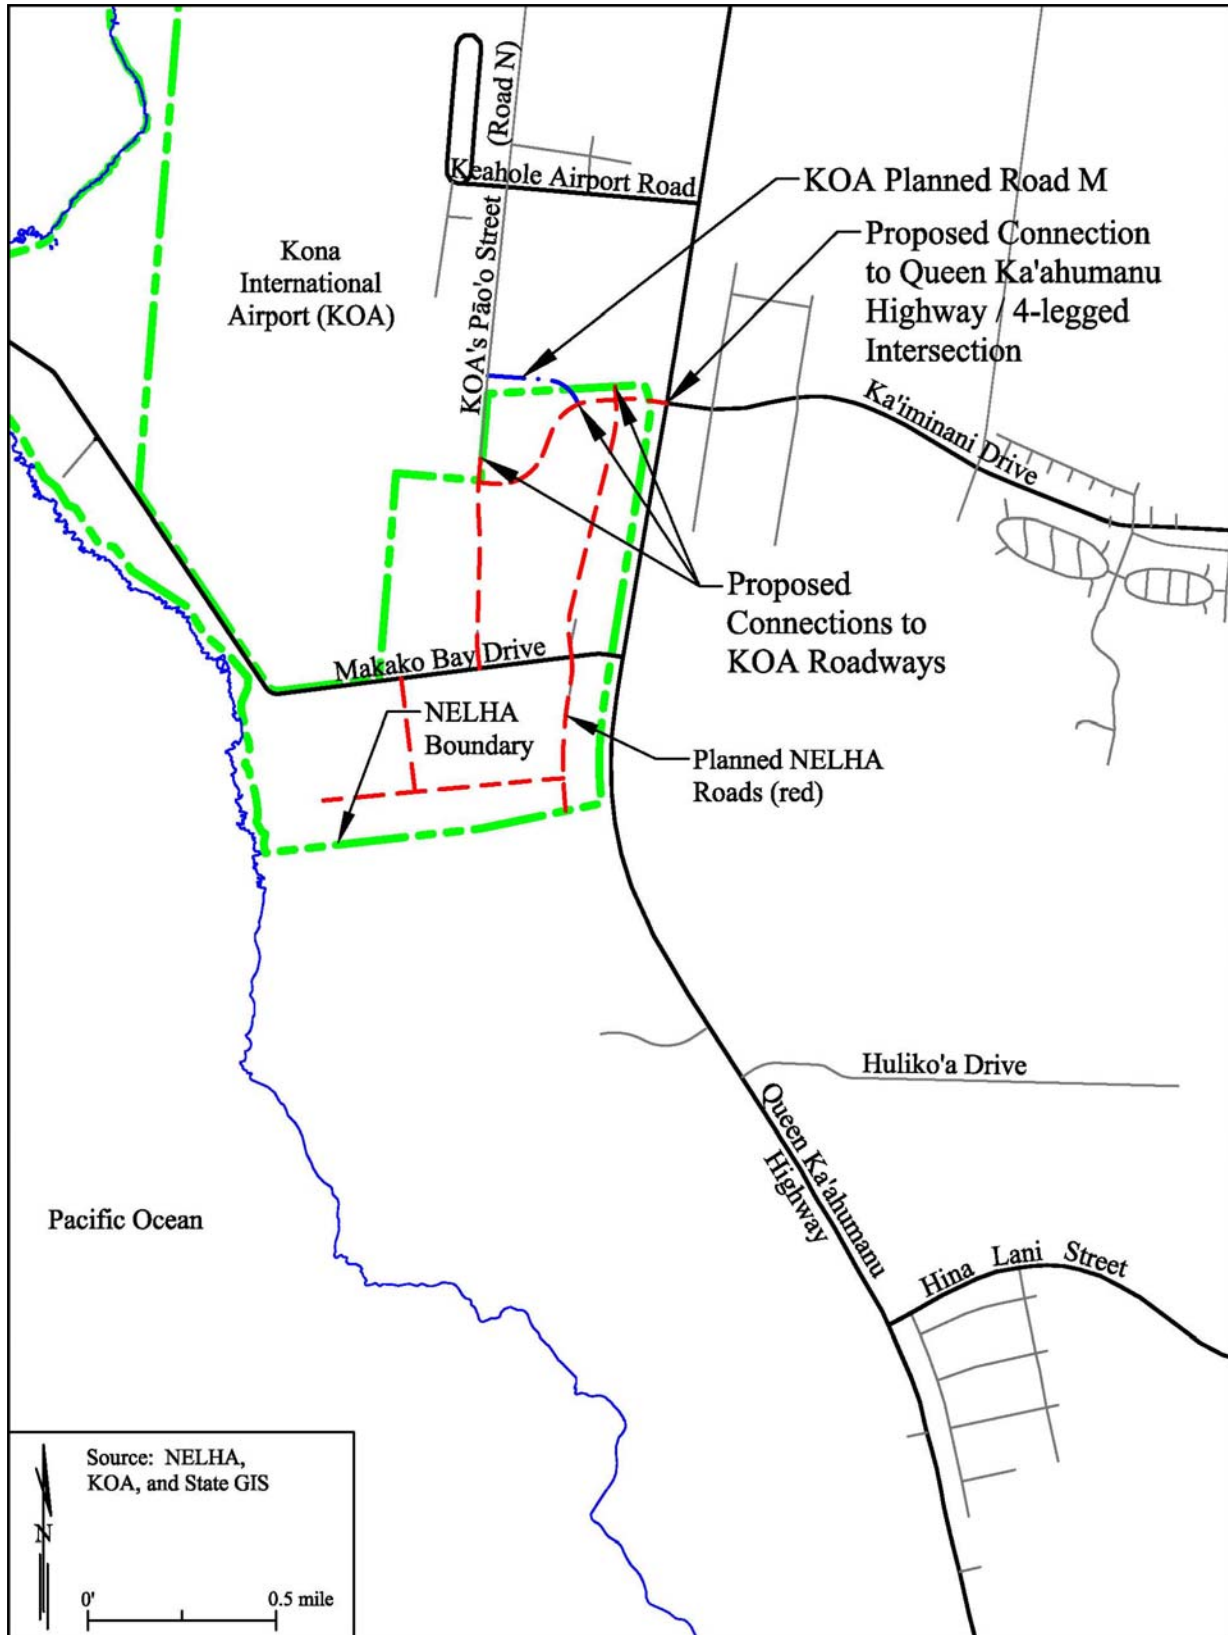 (Road N)
Keahole Airport Road
KOA Planned Road M
KOA's Pāo'o Street
Proposed Connection
to Queen Ka'ahumanu
Highway / 4-legged
Intersection
Kona
International
Airport (KOA)
Ka'iminani Drive
Proposed
Connections to
KOA Roadways
Makako Bay Drive
NELHA
Boundary
Planned NELHA
Roads (red)
Huliko'a Drive
Queen Ka'ahumanu
Highway
Pacific Ocean
Hina Lani Street
Source: NELHA,
KOA, and State GIS
N
0'
0.5 mile